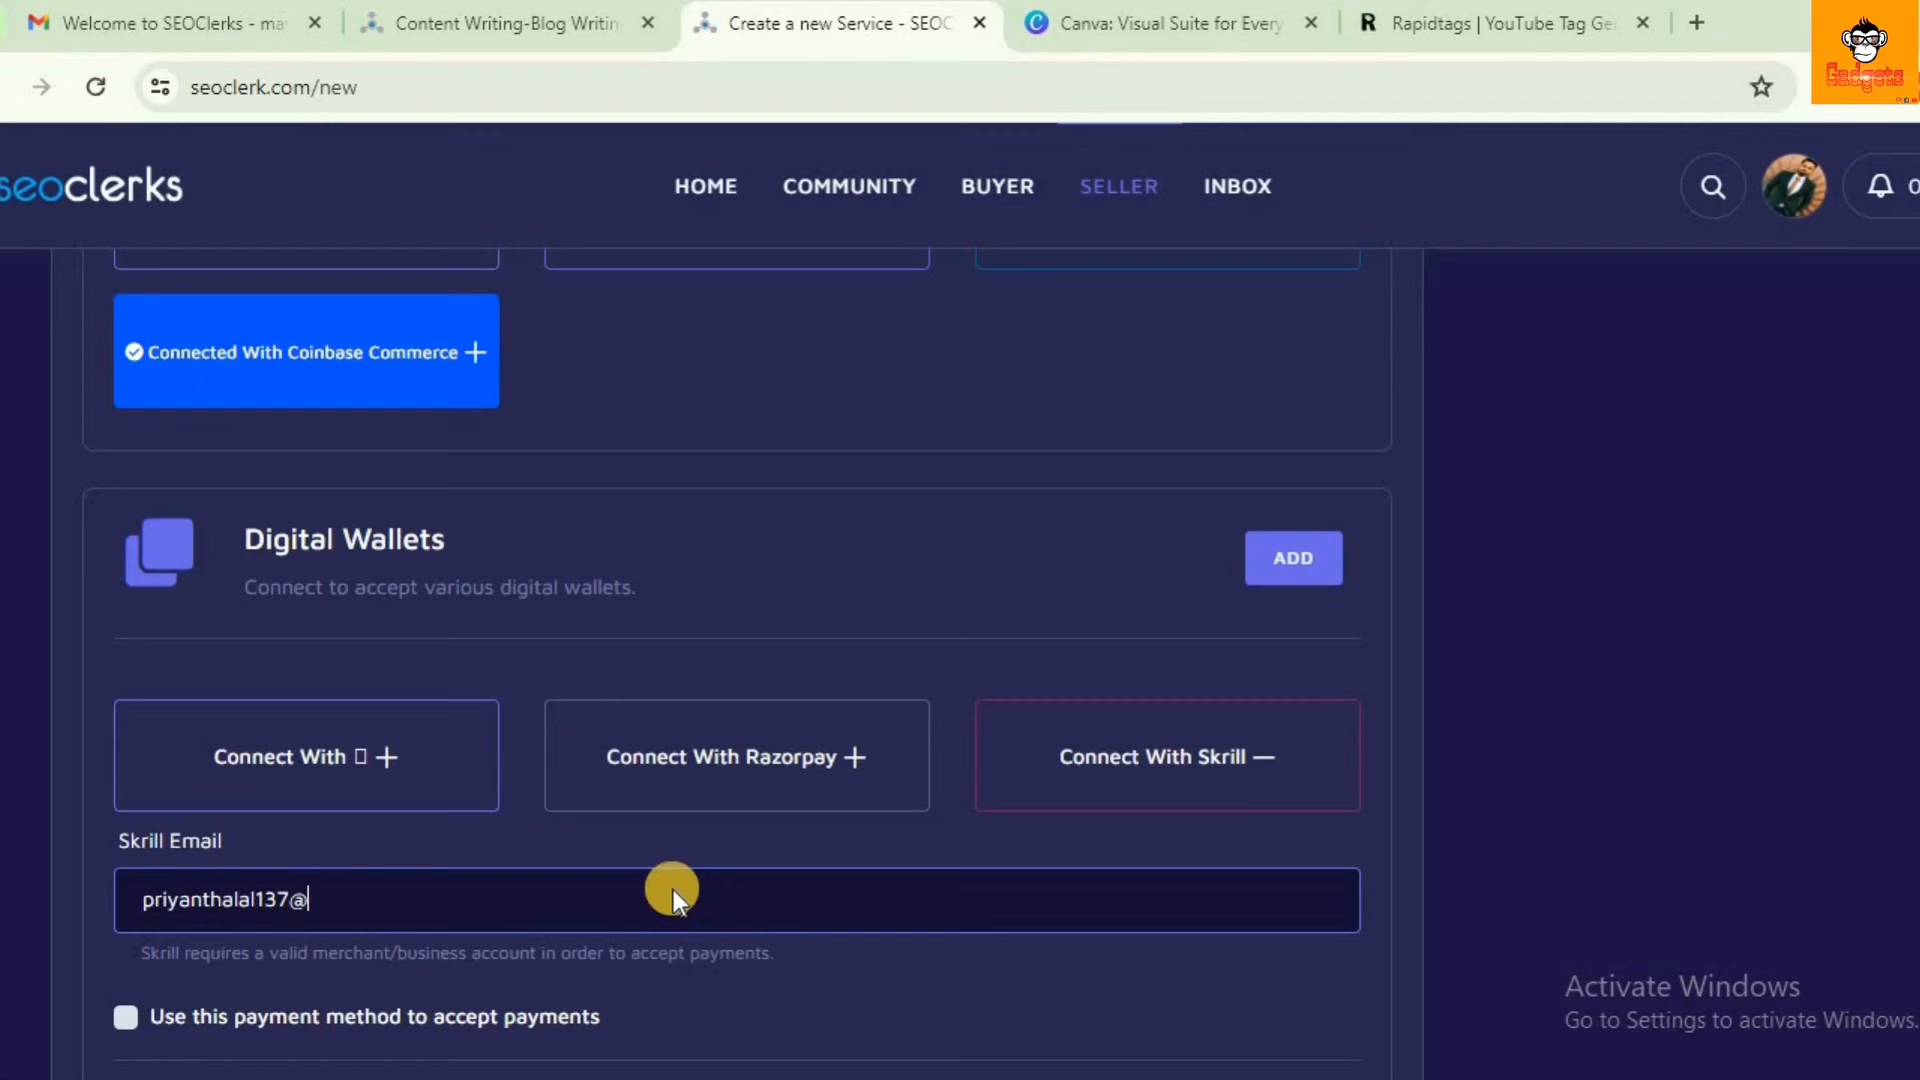 Welcome to SEOClerks - ma
Content Writing-Blog Writin
Create a new Service - SEOC
Canva: Visual Suite for Every
Rapidtags | YouTube Tag Ge
Gadgets
seoclerk.com/new
seoclerks
HOME
COMMUNITY
BUYER
SELLER
INBOX
0
Connected With Coinbase Commerce
Digital Wallets
ADD
Connect to accept various digital wallets.
Connect With
Connect With Razorpay
Connect With Skrill
Skrill Email
priyanthalal137@
Skrill requires a valid merchant/business account in order to accept payments.
Use this payment method to accept payments
Activate Windows
Go to Settings to activate Windows.